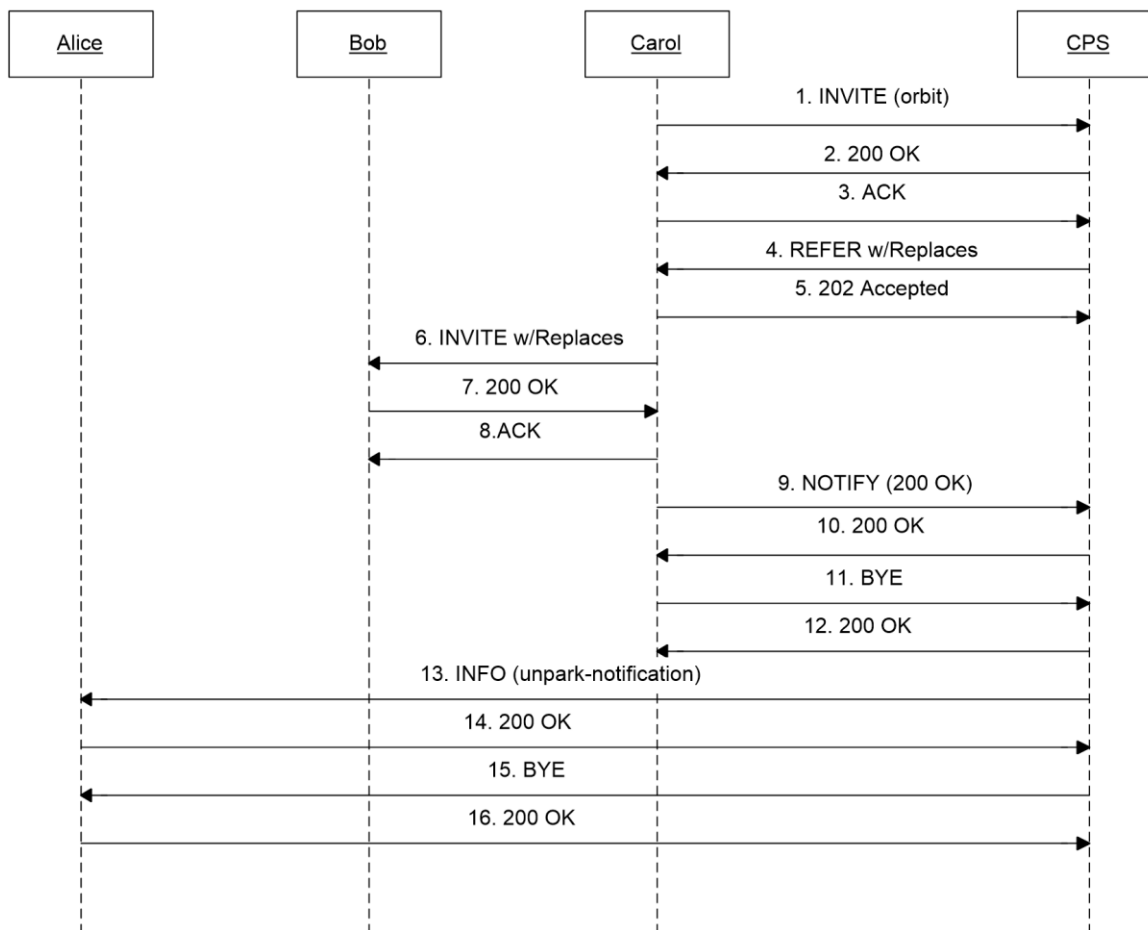 Alice
Bob
Carol
CPS
1. INVITE (orbit)
2. 200 OK
3. ACK
4. REFER w/Replaces
5. 202 Accepted
6. INVITE w/Replaces
7. 200 OK
8.ACK
9. NOTIFY (200 OK)
10. 200 OK
11. BYE
12. 200 OK
13. INFO (unpark-notification)
14. 200 OK
15. BYE
16. 200 OK